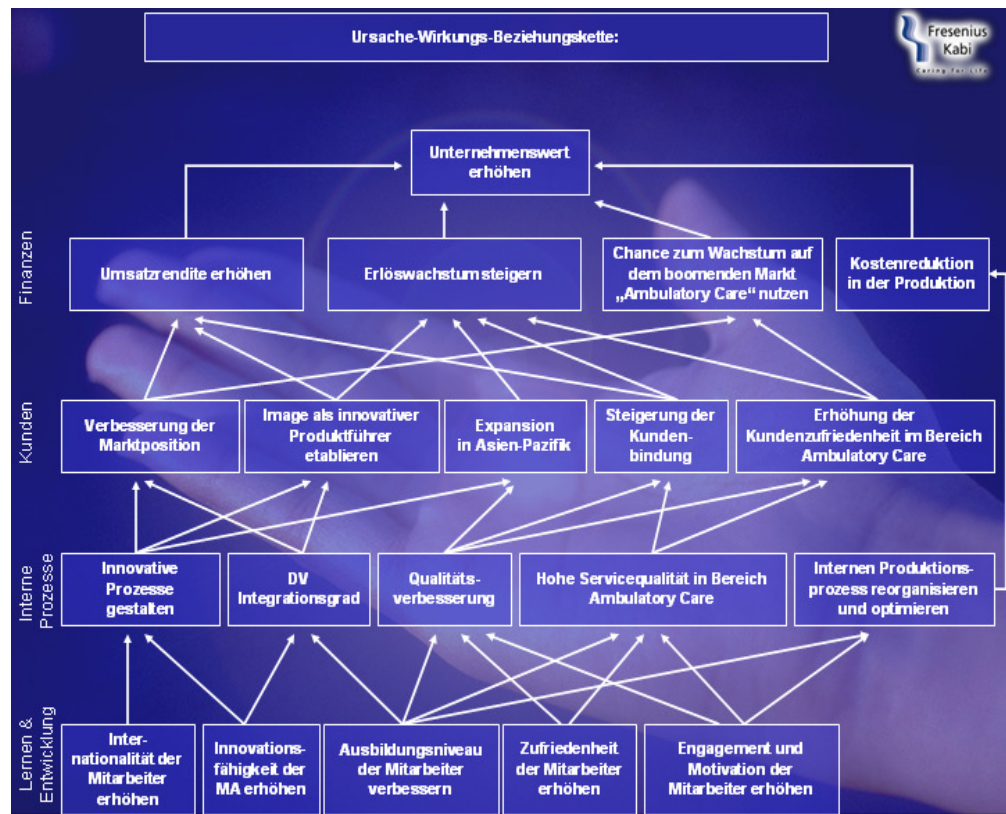 Ursache-Wirkungs-Beziehungskette:
Fresenius
Kabi
Caring for Life
Unternehmenswert
erhöhen
Finanzen
Umsatzrendite erhöhen
Erlöswachstum steigern
Chance zum Wachstum auf
dem boomenden Markt
„Ambulatory Care“ nutzen
Kostenreduktion
in der Produktion
Kunden
Verbesserung der
Marktposition
Image als innovativer
Produktführer
etablieren
Expansion
in Asien-Pazifik
Steigerung der
Kunden-
bindung
Erhöhung der
Kundenzufriedenheit im Bereich
Ambulatory Care
Interne
Prozesse
Innovative
Prozesse
gestalten
DV
Integrationsgrad
Qualitäts-
verbesserung
Hohe Servicequalität in Bereich
Ambulatory Care
Internen Produktions-
prozess reorganisieren
und optimieren
Lernen &
Entwicklung
Inter-
nationalität der
Mitarbeiter
erhöhen
Innovations-
fähigkeit der
MA erhöhen
Ausbildungsniveau
der Mitarbeiter
verbessern
Zufriedenheit
der Mitarbeiter
erhöhen
Engagement und
Motivation der
Mitarbeiter erhöhen